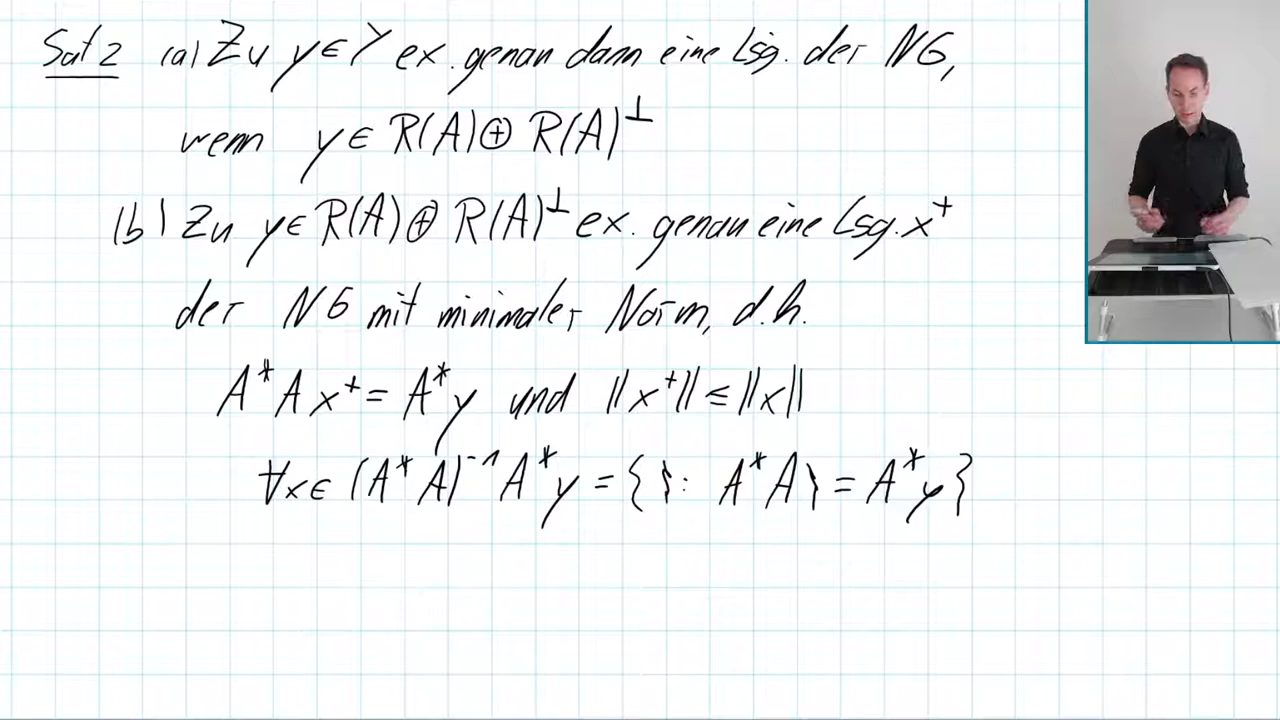 Satz (a) Zu y ∈ Y ex. genau dann eine Lsg. der NG,
wenn y ∈ R(A) ⊕ R(A)^⊥
(b) Zu y ∈ R(A) ⊕ R(A)^⊥ ex. genau eine Lsg. x^+
der NG mit minimaler Norm, d.h.
A^*A x^+ = A^*y und ||x^+|| ≤ ||x||
∀x ∈ (A^*A)^{-1} A^*y = {ξ : A^*Aξ = A^*y}